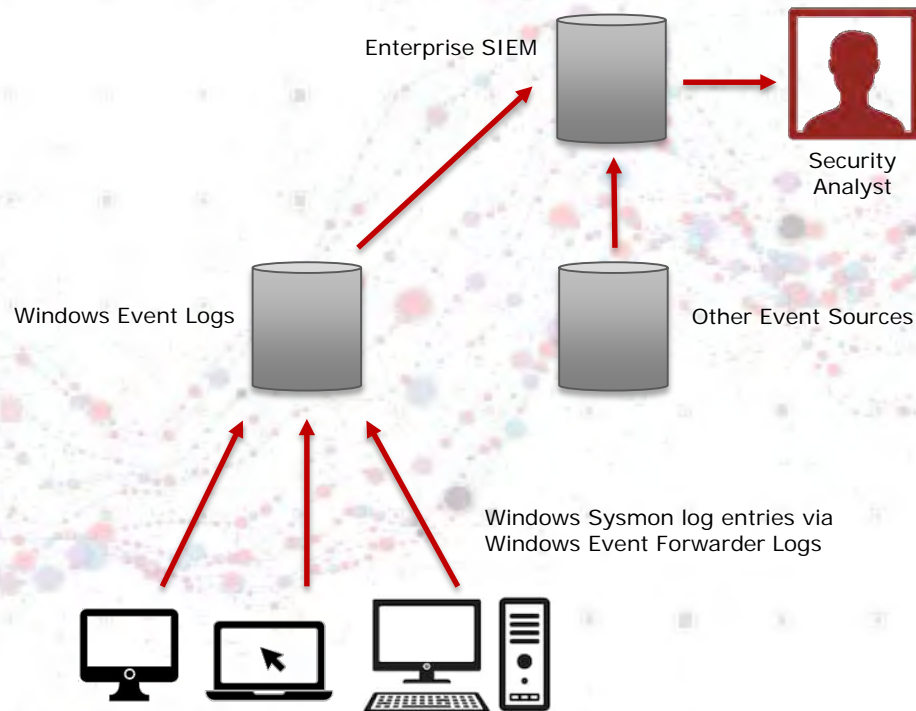 Enterprise SIEM
Security
Analyst
Windows Event Logs
Other Event Sources
Windows Sysmon log entries via
Windows Event Forwarder Logs